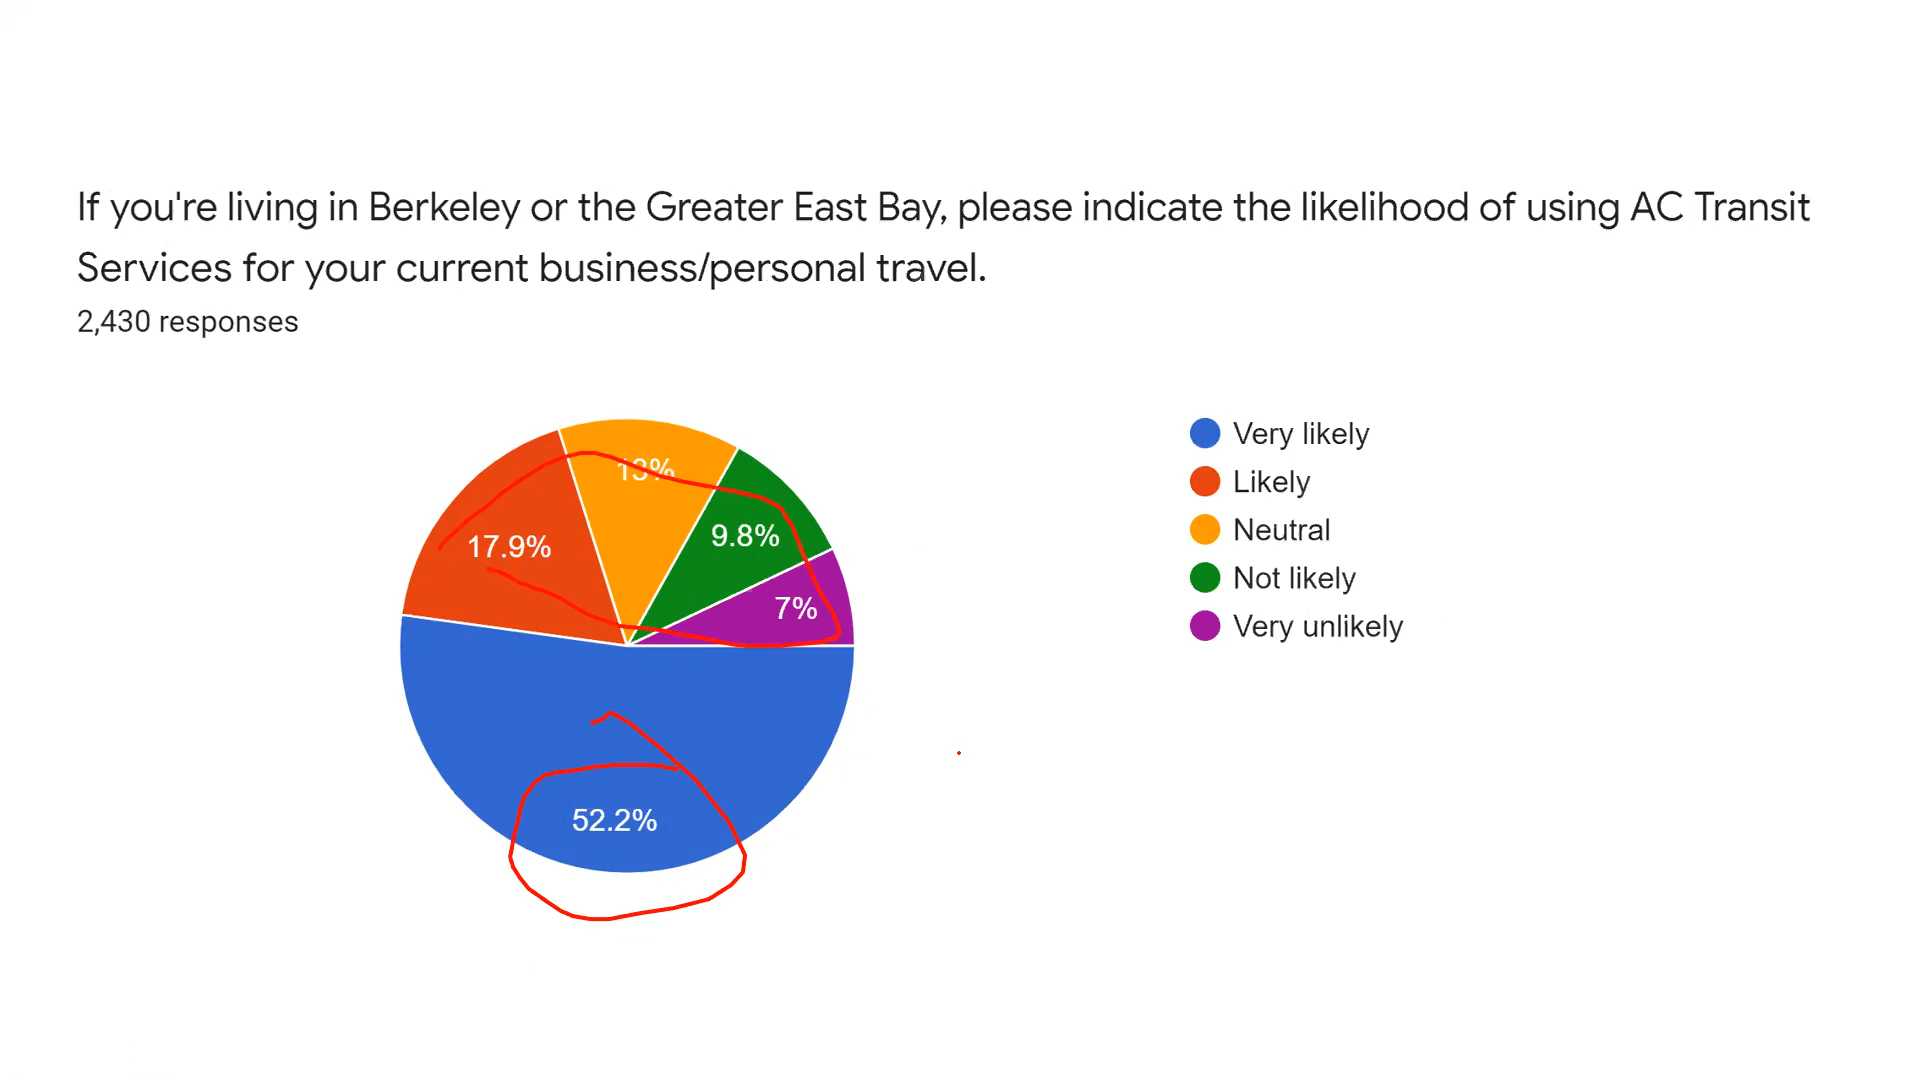 If you're living in Berkeley or the Greater East Bay, please indicate the likelihood of using AC Transit
Services for your current business/personal travel.
2,430 responses
13%
9.8%
17.9%
7%
52.2%
Very likely
Likely
Neutral
Not likely
Very unlikely